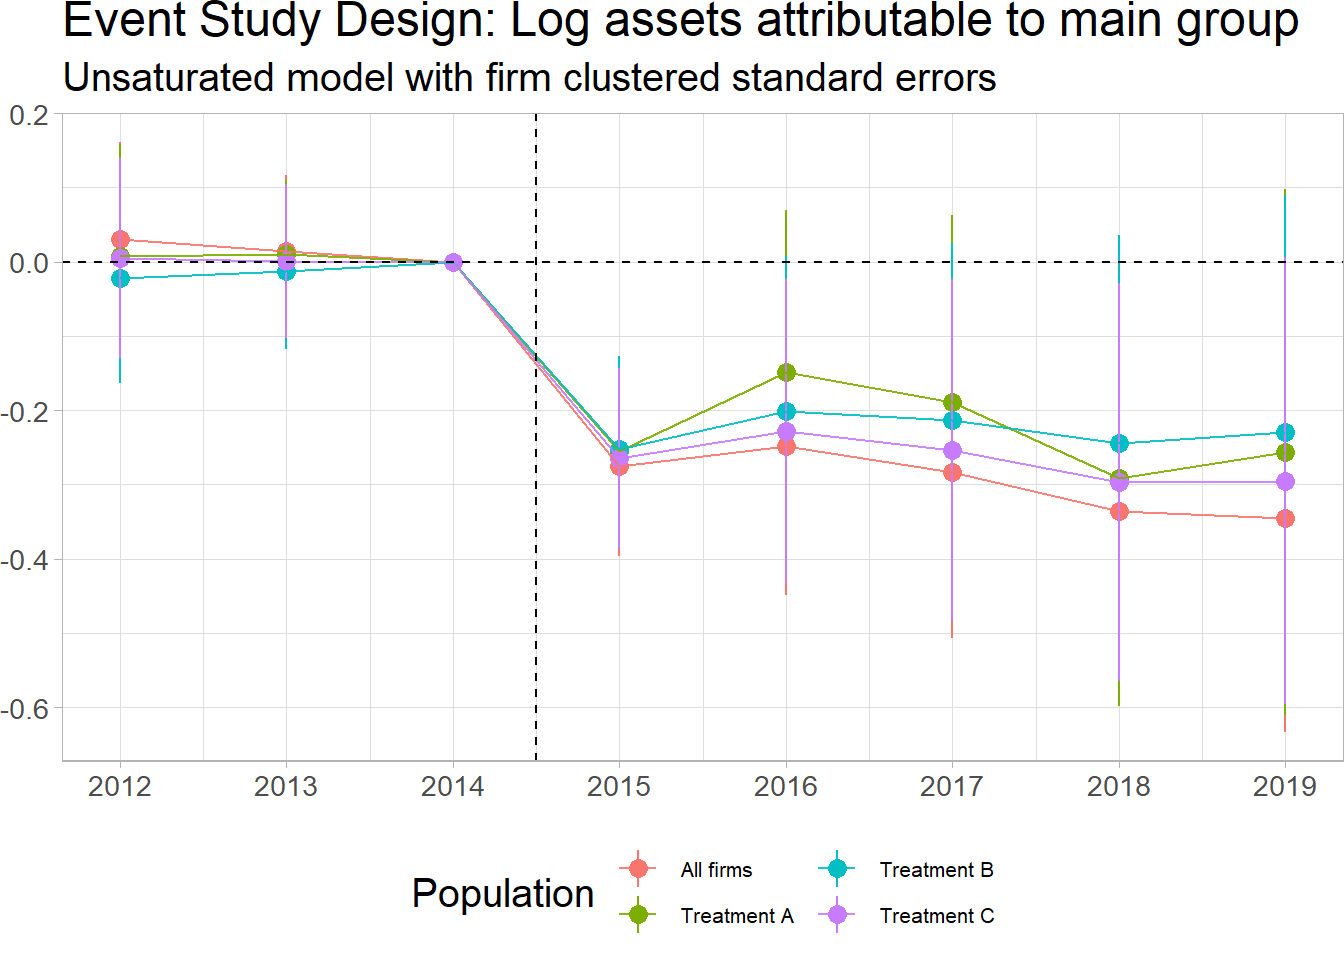 Event Study Design: Log assets attributable to main group
Unsaturated model with firm clustered standard errors
0.2
0.0
-0.2
-0.4
-0.6
2012 2013 2014 2015 2016 2017 2018 2019
Population
All firms
Treatment A
Treatment B
Treatment C